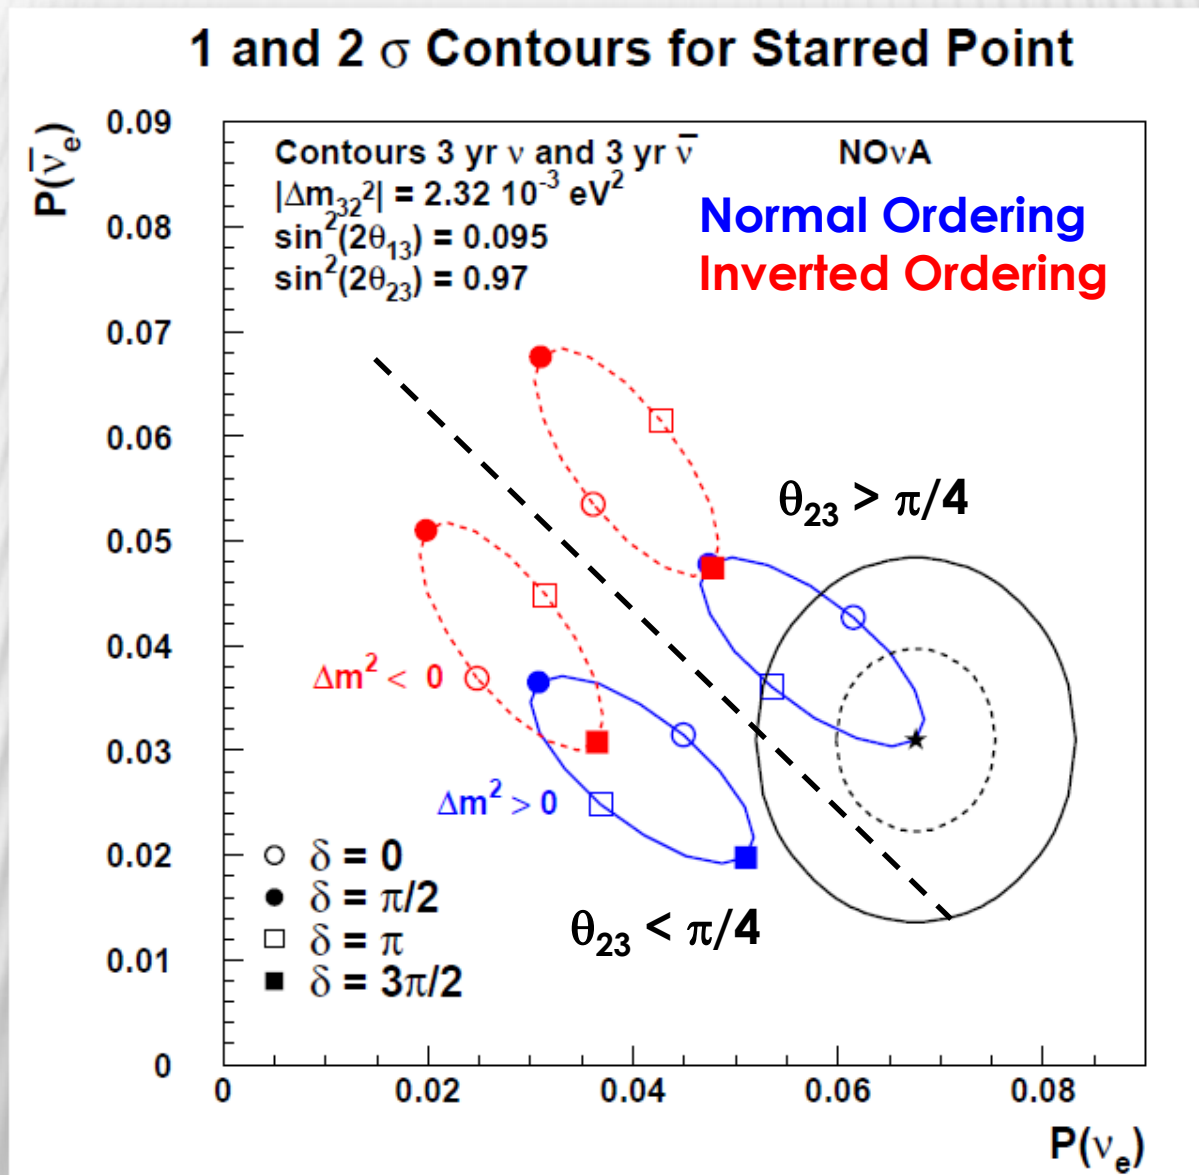 1 and 2 σ Contours for Starred Point
P(ν̄ₑ)
0.09
0.08
0.07
0.06
0.05
0.04
0.03
0.02
0.01
0
Contours 3 yr ν and 3 yr ν̄
|Δm₃₂²| = 2.32 10⁻³ eV²
sin²(2θ₁₃) = 0.095
sin²(2θ₂₃) = 0.97
NOνA
Normal Ordering
Inverted Ordering
θ₂₃ > π/4
Δm² < 0
Δm² > 0
θ₂₃ < π/4
δ = 0
δ = π/2
δ = π
δ = 3π/2
0 0.02 0.04 0.06 0.08
P(νₑ)